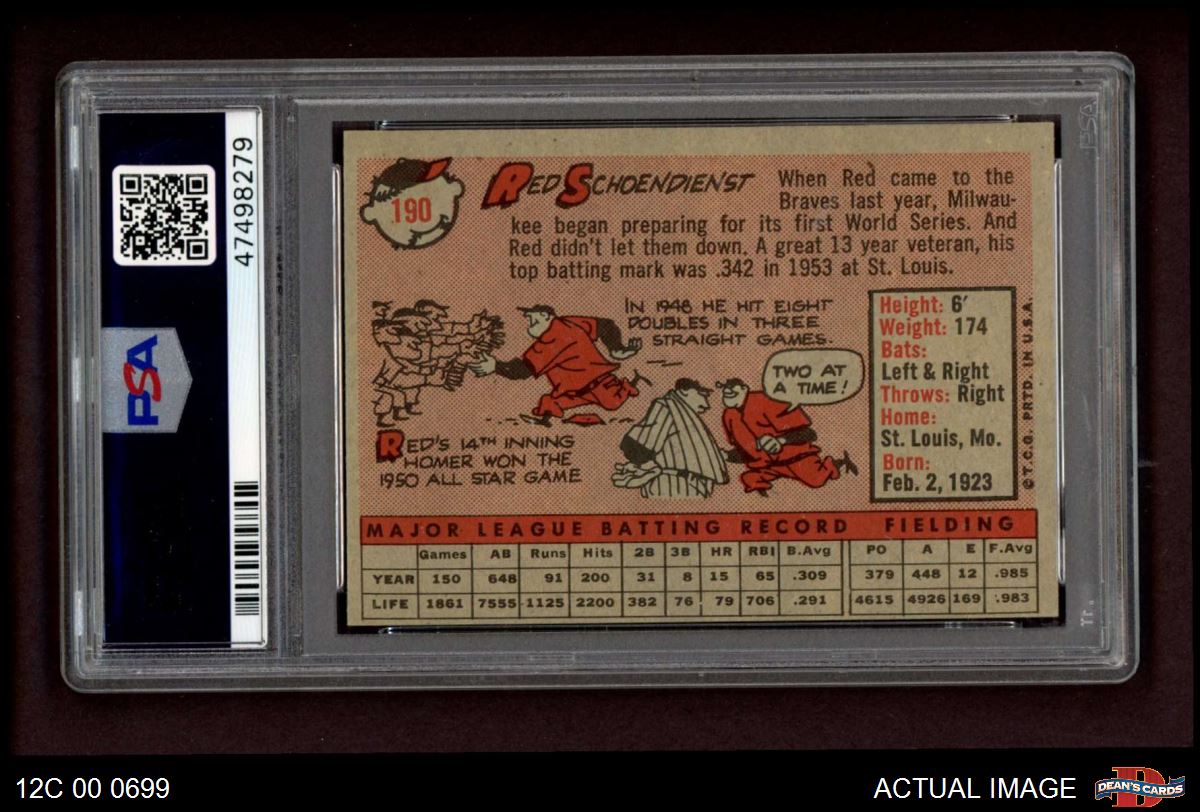 47498279
PSA
190
RED SCHOENDIENST
When Red came to the
Braves last year, Milwau-
kee began preparing for its first World Series. And
Red didn't let them down. A great 13 year veteran, his
top batting mark was .342 in 1953 at St. Louis.
IN 1948 HE HIT EIGHT
DOUBLES IN THREE
STRAIGHT GAMES.
TWO AT
A TIME!
RED'S 14TH INNING
HOMER WON THE
1950 ALL STAR GAME
Height: 6'
Weight: 174
Bats:
Left & Right
Throws: Right
Home:
St. Louis, Mo.
Born:
Feb. 2, 1923
© T.C.G. PRTD. IN U.S.A.
MAJOR LEAGUE BATTING RECORD FIELDING
Games AB Runs Hits 2B 3B HR RBI B.Avg PO A E F.Avg
YEAR 150 648 91 200 31 8 15 65 .309 379 448 12 .985
LIFE 1861 7555 1125 2200 382 76 79 706 .291 4615 4926 169 .983
PSA
12C 00 0699
ACTUAL IMAGE
D
DEAN'S CARDS